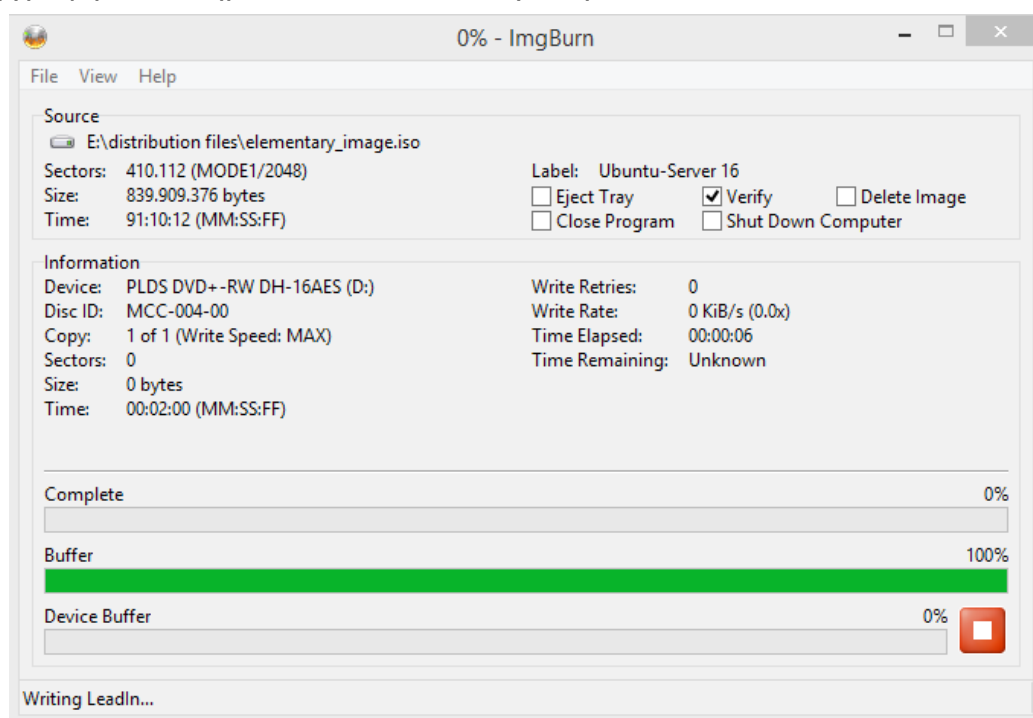 0% - ImgBurn
File View Help
Source
E:\distribution files\elementary_image.iso
Sectors: 410.112 (MODE1/2048)
Label: Ubuntu-Server 16
Size: 839.909.376 bytes
Eject Tray Verify Delete Image
Time: 91:10:12 (MM:SS:FF)
Close Program Shut Down Computer
Information
Device: PLDS DVD+-RW DH-16AES (D:)
Write Retries: 0
Disc ID: MCC-004-00
Write Rate: 0 KiB/s (0.0x)
Copy: 1 of 1 (Write Speed: MAX)
Time Elapsed: 00:00:06
Sectors: 0
Time Remaining: Unknown
Size: 0 bytes
Time: 00:02:00 (MM:SS:FF)
Complete 0%
Buffer 100%
Device Buffer 0%
Writing LeadIn...